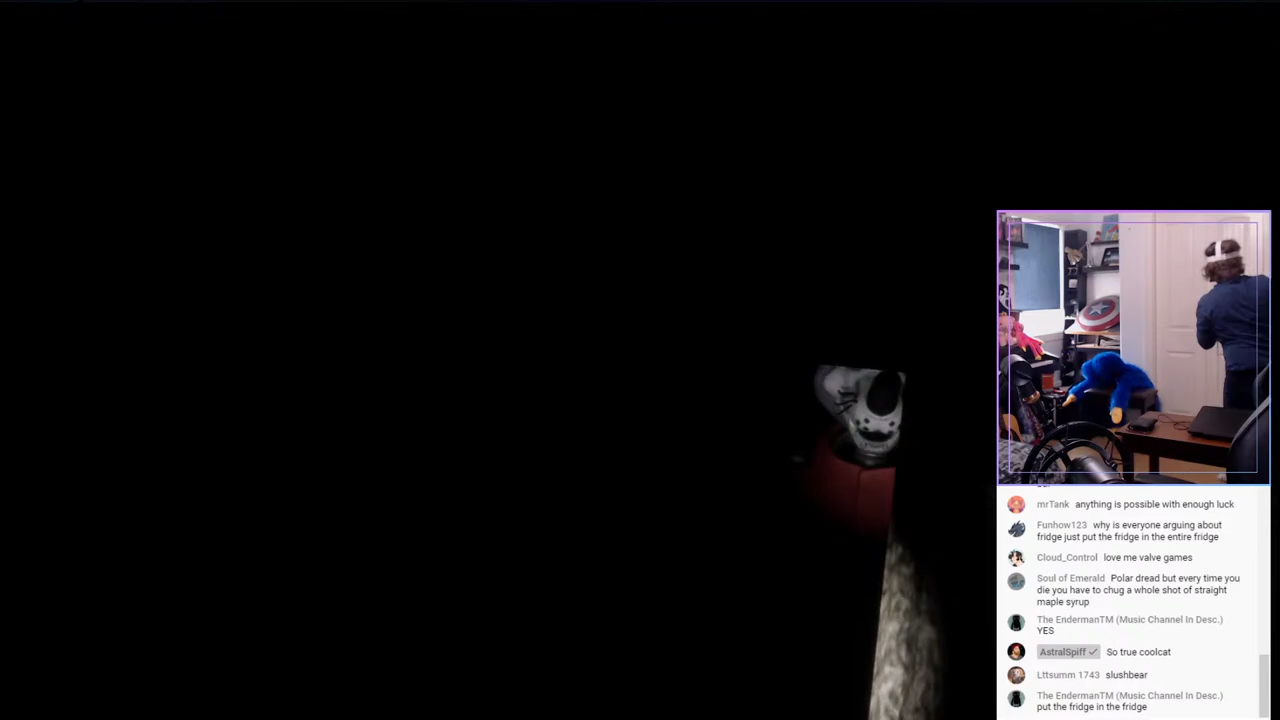 mrTank anything is possible with enough luck
Funhow123 why is everyone arguing about
fridge just put the fridge in the entire fridge
Cloud_Control love me valve games
Soul of Emerald Polar dread but every time you
die you have to chug a whole shot of straight
maple syrup
The EndermanTM (Music Channel In Desc.)
YES
AstralSpiff So true coolcat
Lttsumm 1743 slushbear
The EndermanTM (Music Channel In Desc.)
put the fridge in the fridge